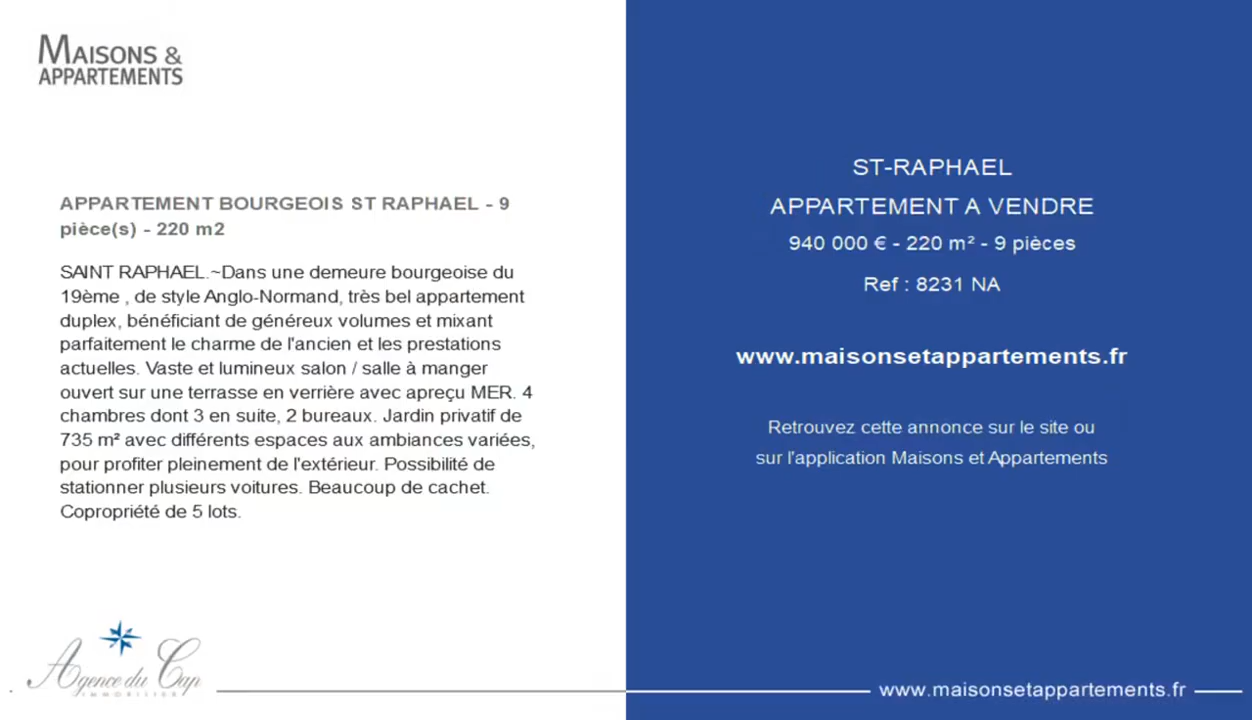 MAISONS &
APPARTEMENTS
APPARTEMENT BOURGEOIS ST RAPHAEL - 9
pièce(s) - 220 m2
SAINT RAPHAEL.~Dans une demeure bourgeoise du
19ème , de style Anglo-Normand, très bel appartement
duplex, bénéficiant de généreux volumes et mixant
parfaitement le charme de l'ancien et les prestations
actuelles. Vaste et lumineux salon / salle à manger
ouvert sur une terrasse en verrière avec apreçu MER. 4
chambres dont 3 en suite, 2 bureaux. Jardin privatif de
735 m² avec différents espaces aux ambiances variées,
pour profiter pleinement de l'extérieur. Possibilité de
stationner plusieurs voitures. Beaucoup de cachet.
Copropriété de 5 lots.
Agence du Cap
IMMOBILIER
ST-RAPHAEL
APPARTEMENT A VENDRE
940 000 € - 220 m² - 9 pièces
Ref : 8231 NA
www.maisonsetappartements.fr
Retrouvez cette annonce sur le site ou
sur l'application Maisons et Appartements
www.maisonsetappartements.fr